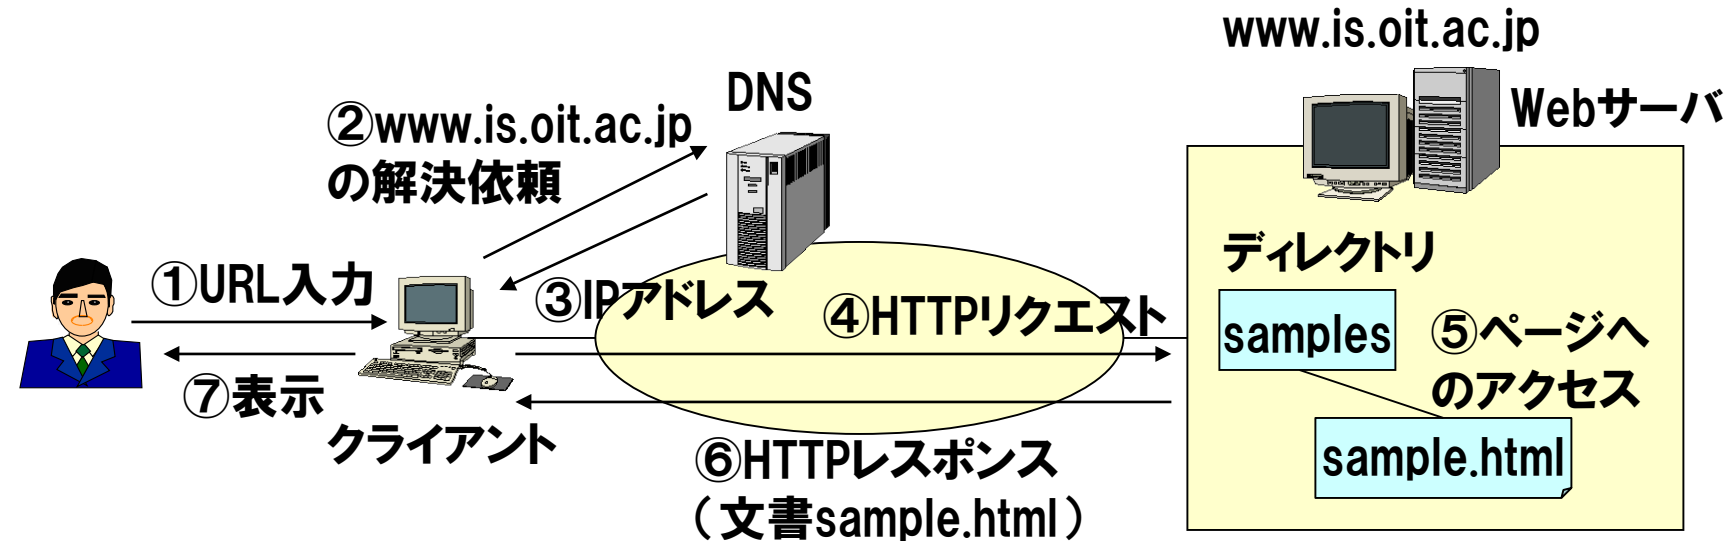 www.is.oit.ac.jp
Webサーバ
DNS
②www.is.oit.ac.jp
の解決依頼
①URL入力
③IPアドレス
④HTTPリクエスト
ディレクトリ
samples
⑤ページへ
のアクセス
sample.html
⑦表示
クライアント
⑥HTTPレスポンス
（文書sample.html）